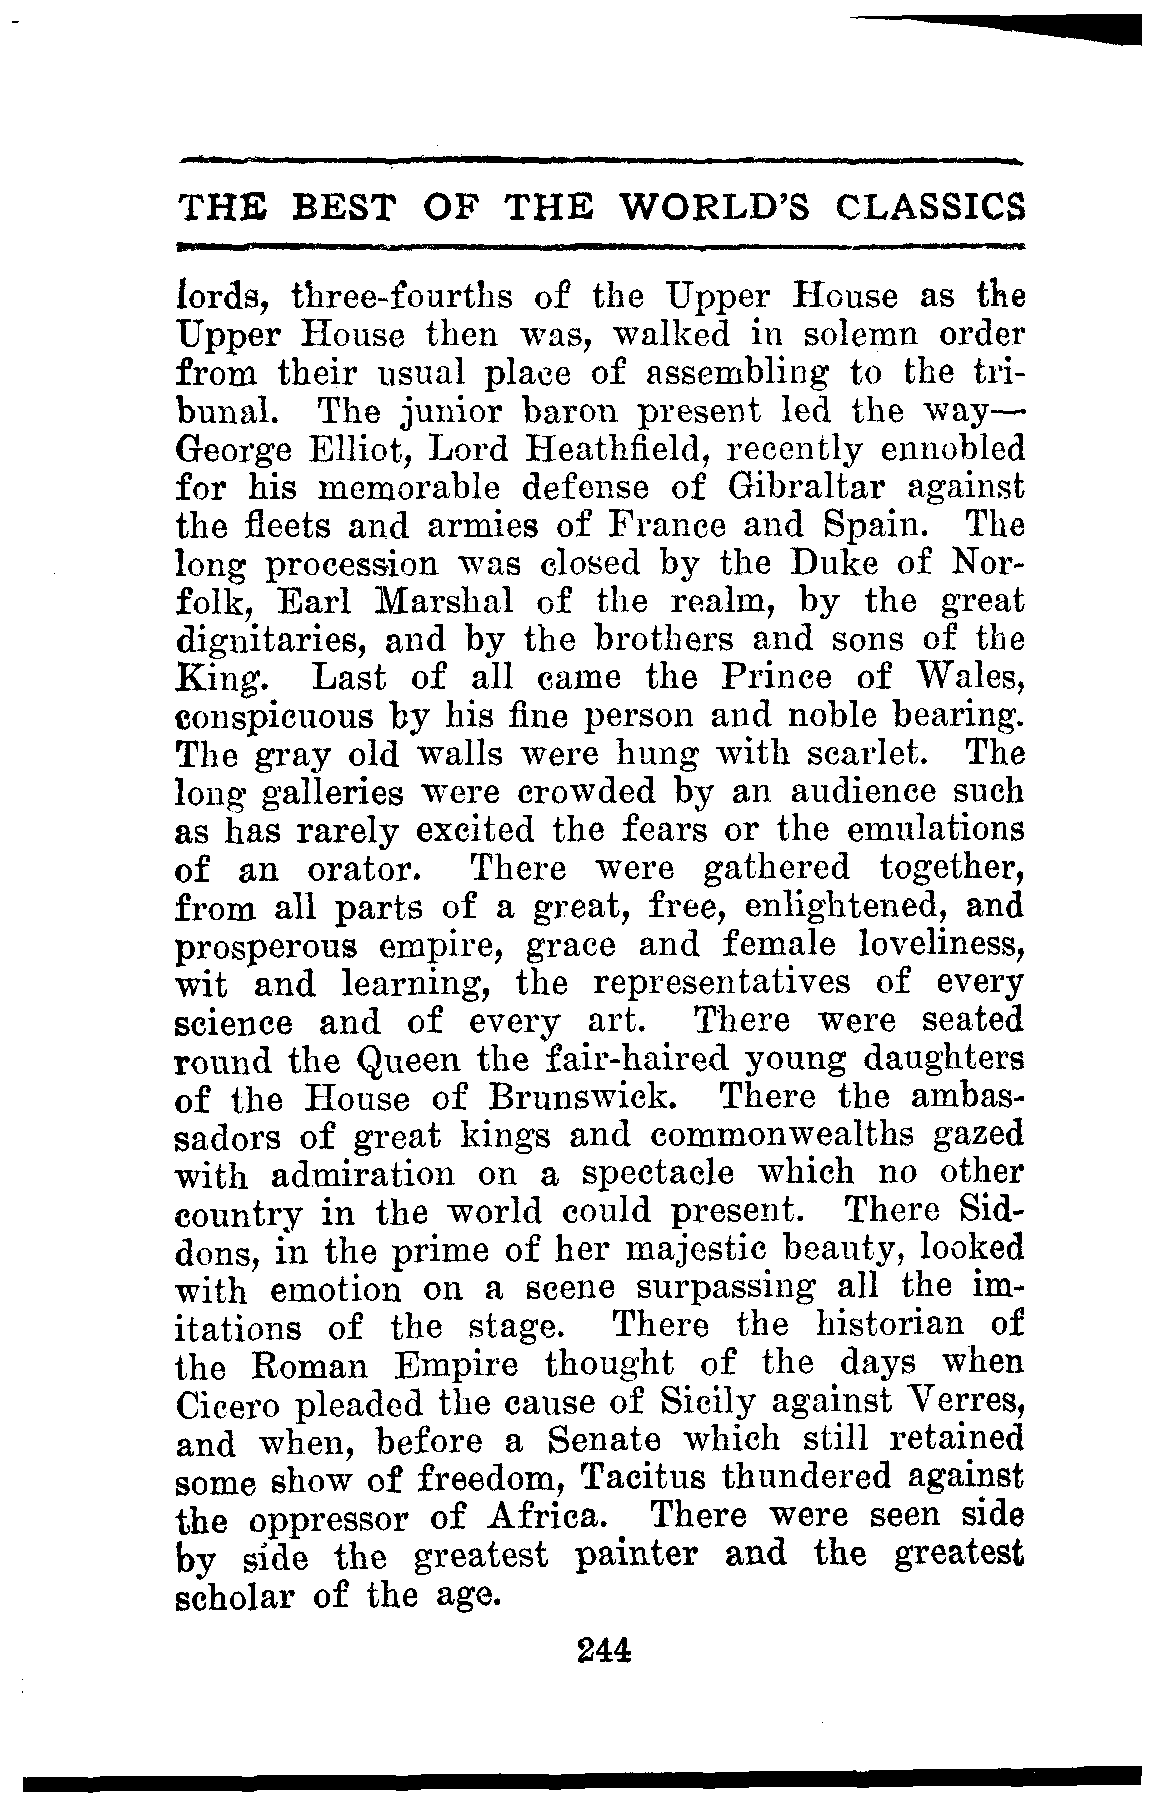 THE BEST OF THE WORLD'S CLASSICS
lords, three-fourths of the Upper House as the
Upper House then was, walked in solemn order
from their usual place of assembling to the tri-
bunal. The junior baron present led the way—
George Elliot, Lord Heathfield, recently ennobled
for his memorable defense of Gibraltar against
the fleets and armies of France and Spain. The
long procession was closed by the Duke of Nor-
folk, Earl Marshal of the realm, by the great
dignitaries, and by the brothers and sons of the
King. Last of all came the Prince of Wales,
conspicuous by his fine person and noble bearing.
The gray old walls were hung with scarlet. The
long galleries were crowded by an audience such
as has rarely excited the fears or the emulations
of an orator. There were gathered together,
from all parts of a great, free, enlightened, and
prosperous empire, grace and female loveliness,
wit and learning, the representatives of every
science and of every art. There were seated
round the Queen the fair-haired young daughters
of the House of Brunswick. There the ambas-
sadors of great kings and commonwealths gazed
with admiration on a spectacle which no other
country in the world could present. There Sid-
dons, in the prime of her majestic beauty, looked
with emotion on a scene surpassing all the im-
itations of the stage. There the historian of
the Roman Empire thought of the days when
Cicero pleaded the cause of Sicily against Verres,
and when, before a Senate which still retained
some show of freedom, Tacitus thundered against
the oppressor of Africa. There were seen side
by side the greatest painter and the greatest
scholar of the age.
244